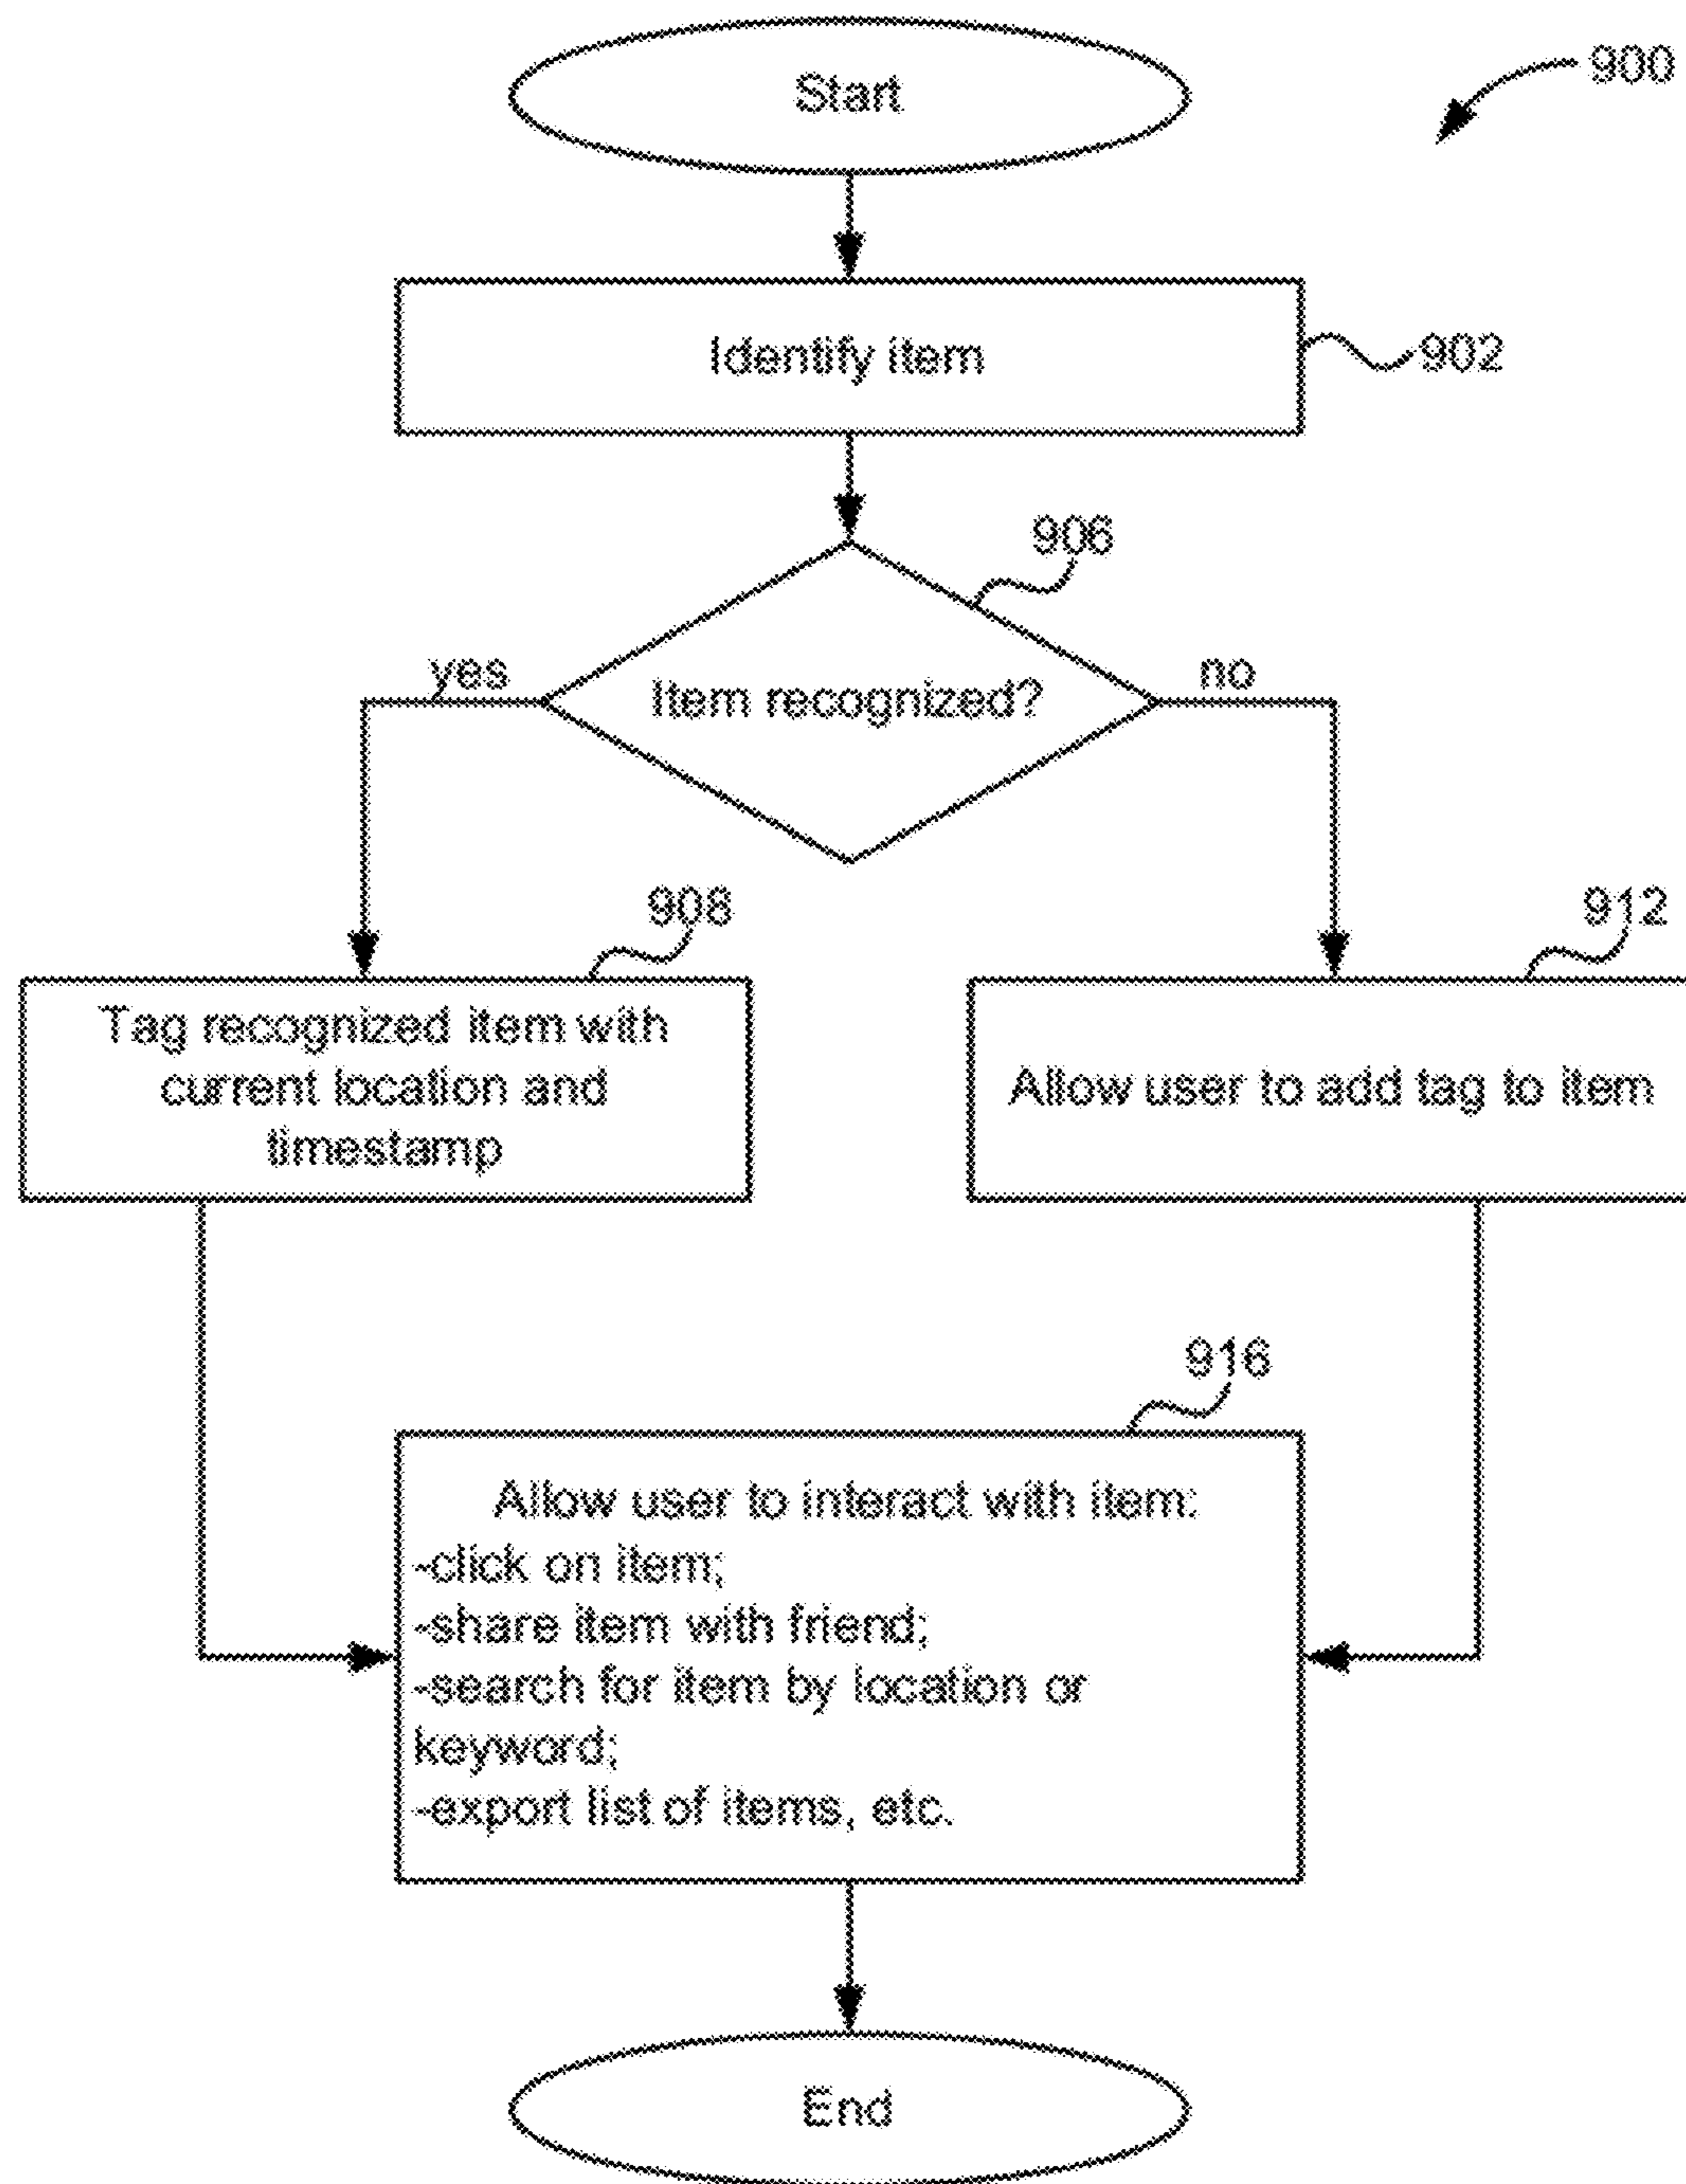 900
Start
Identify item
902
906
yes
Item recognized?
no
908
912
Tag recognized item with
current location and
timestamp
Allow user to add tag to item
916
Allow user to interact with item:
-click on item;
-share item with friend;
-search for item by location or
keyword;
-export list of items, etc.
End